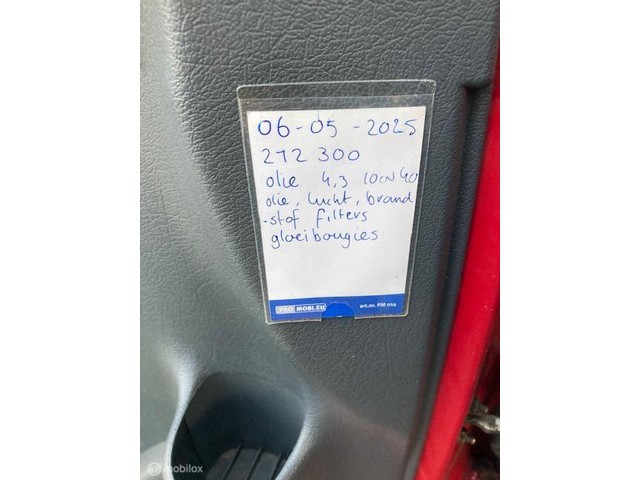 06-05-2025
272 300
olie 4,3 10W40
olie, lucht, brand
-stof filters
gloeibougies
PRO MOBI.EU art.nr. PM 016
mobilox